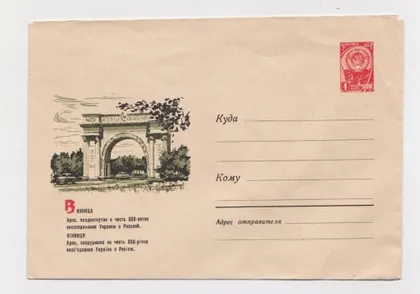 Куда
Кому
Адрес отправителя
ВИННИЦА
Арка, воздвигнутая в честь 300-летия
воссоединения Украины с Россией.
ВІННИЦЯ
Арка, споруджена на честь 300-річчя
возз'єднання України з Росією.
4